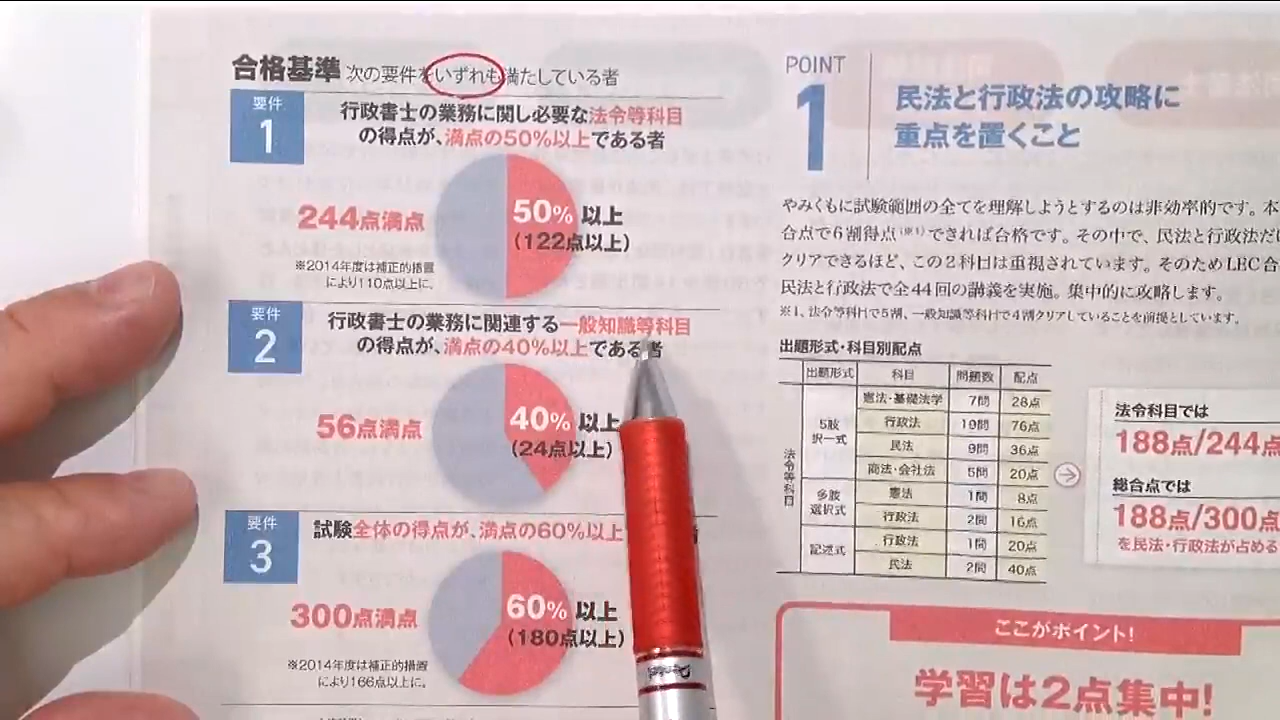 合格基準 次の要件をいずれも満たしている者
要件
1
行政書士の業務に関し必要な法令等科目
の得点が、満点の50%以上である者
244点満点
50%以上
(122点以上)
※2014年度は補正的措置
により110点以上に。
要件
2
行政書士の業務に関連する一般知識等科目
の得点が、満点の40%以上である者
56点満点
40%以上
(24点以上)
要件
3
試験全体の得点が、満点の60%以上
300点満点
60%以上
(180点以上)
※2014年度は補正的措置
により166点以上に。
POINT
1
民法と行政法の攻略に
重点を置くこと
やみくもに試験範囲の全てを理解しようとするのは非効率的です。本
合点で6割得点(※1)できれば合格です。その中で、民法と行政法だけ
クリアできるほど、この2科目は重視されています。そのためLEC合
民法と行政法で全44回の講義を実施。集中的に攻略します。
※1、法令等科目で5割、一般知識等科目で4割クリアしていることを前提としています。
出題形式・科目別配点
出題形式 科目 問題数 配点
法令等科目
5肢択一式 憲法・基礎法学 7問 28点
行政法 19問 76点
民法 9問 36点
商法・会社法 5問 20点
多肢選択式 憲法 1問 8点
行政法 2問 16点
記述式 行政法 1問 20点
民法 2問 40点
法令科目では
188点/244点
総合点では
188点/300点
を民法・行政法が占める
ここがポイント!
学習は2点集中!